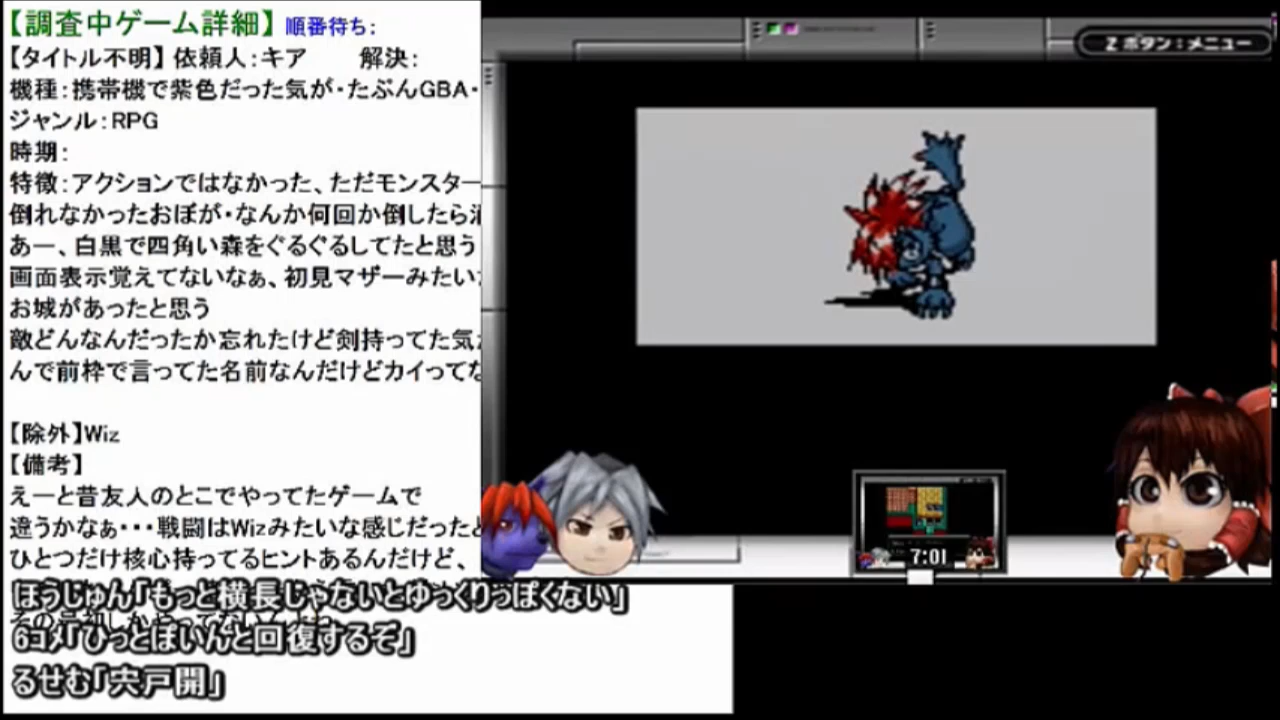 【調査中ゲーム詳細】 順番待ち:
【タイトル不明】 依頼人:キア 解決:
機種:携帯機で紫色だった気が・たぶんGBA・
ジャンル:RPG
時期:
特徴:アクションではなかった、ただモンスター
倒れなかったおぼが・なんか何回か倒したら消
あー、白黒で四角い森をぐるぐるしてたと思う
画面表示覚えてないなぁ、初見マザーみたい
お城があったと思う
敵どんなんだったか忘れたけど剣持ってた気
んで前枠で言ってた名前なんだけどカイってな
【除外】Wiz
【備考】
えーと昔友人のとこでやってたゲームで
違うかなぁ・・・戦闘はWizみたいな感じだったと
ひとつだけ核心持ってるヒントあるんだけど、
ほうじゅん「もっと横長じゃないとゆっくりっぽくない」
6コメ「ひっとぽいんと回復するぞ」
るせむ「宍戸開」
Z ボタン:メニュー
7:01